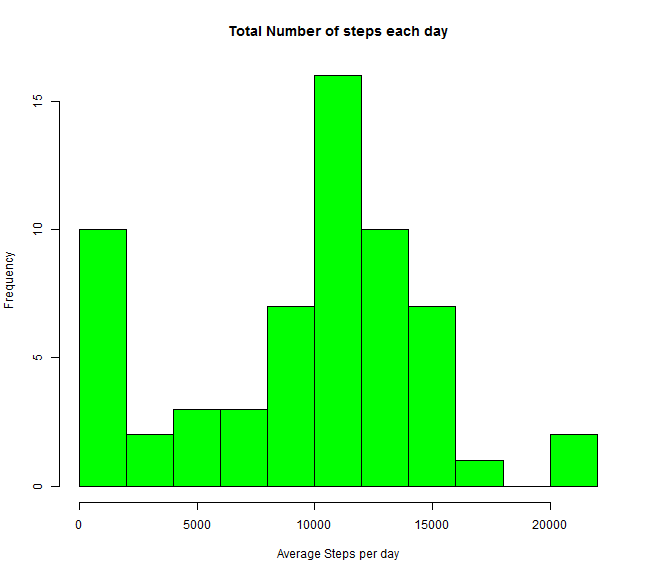 Total Number of steps each day
Frequency
15
10
5
0
0 5000 10000 15000 20000
Average Steps per day